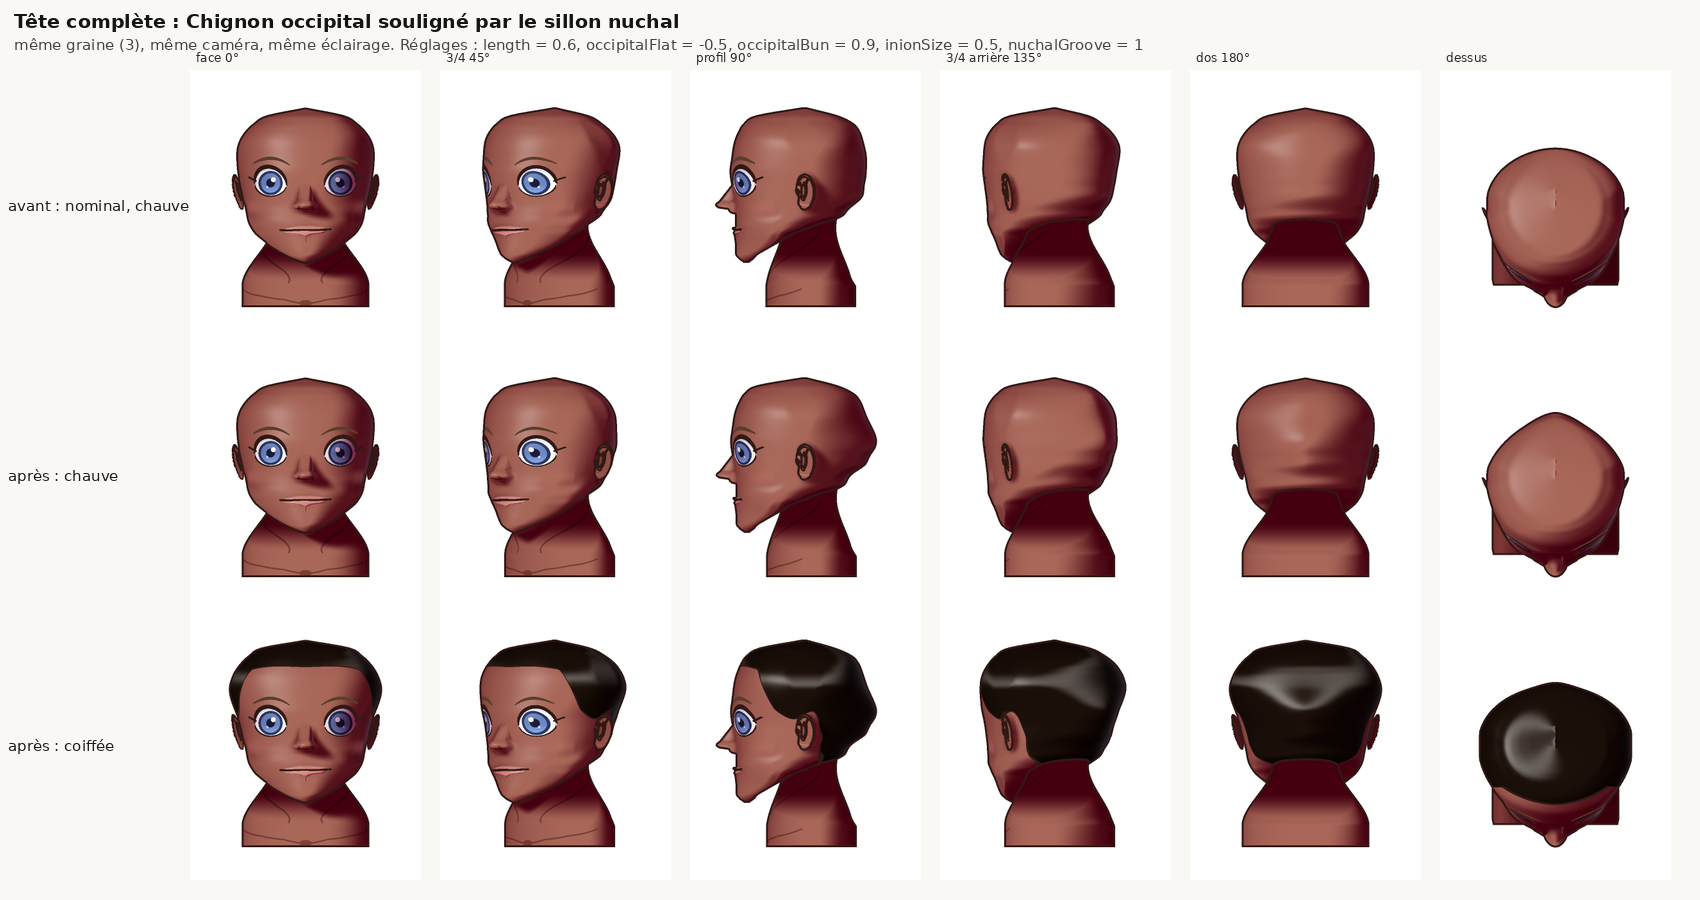 Tête complète : Chignon occipital souligné par le sillon nuchal
même graine (3), même caméra, même éclairage. Réglages : length = 0.6, occipitalFlat = -0.5, occipitalBun = 0.9, inionSize = 0.5, nuchalGroove = 1
face 0° 3/4 45° profil 90° 3/4 arrière 135° dos 180° dessus
avant : nominal, chauve
après : chauve
après : coiffée